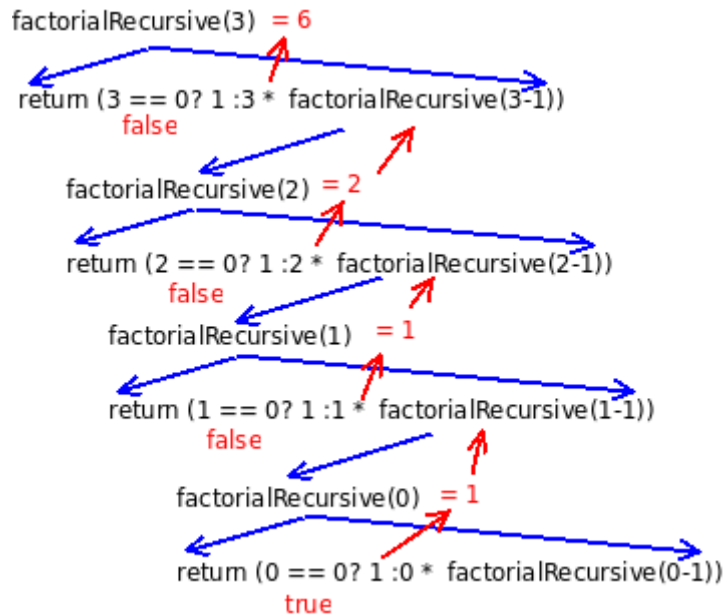 factorialRecursive(3) = 6
return (3 == 0? 1 :3 * factorialRecursive(3-1))
false
factorialRecursive(2) = 2
return (2 == 0? 1 :2 * factorialRecursive(2-1))
false
factorialRecursive(1) = 1
return (1 == 0? 1 :1 * factorialRecursive(1-1))
false
factorialRecursive(0) = 1
return (0 == 0? 1 :0 * factorialRecursive(0-1))
true